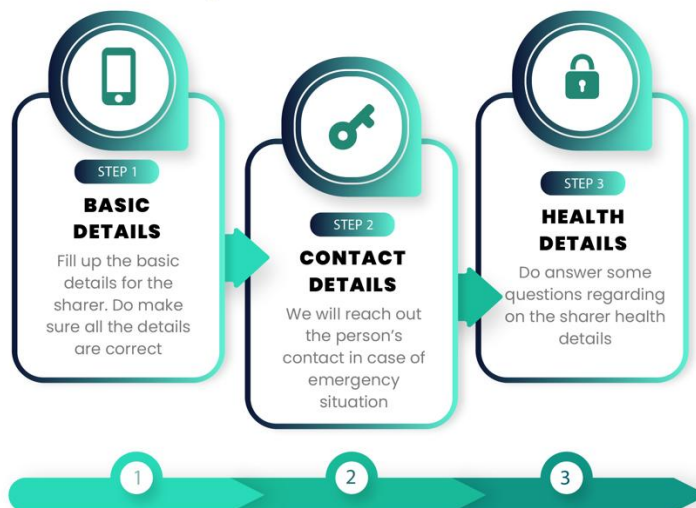 STEP 1
BASIC
DETAILS
Fill up the basic
details for the
sharer. Do make
sure all the details
are correct
STEP 2
CONTACT
DETAILS
We will reach out
the person's
contact in case of
emergency
situation
STEP 3
HEALTH
DETAILS
Do answer some
questions regarding
on the sharer health
details
1
2
3